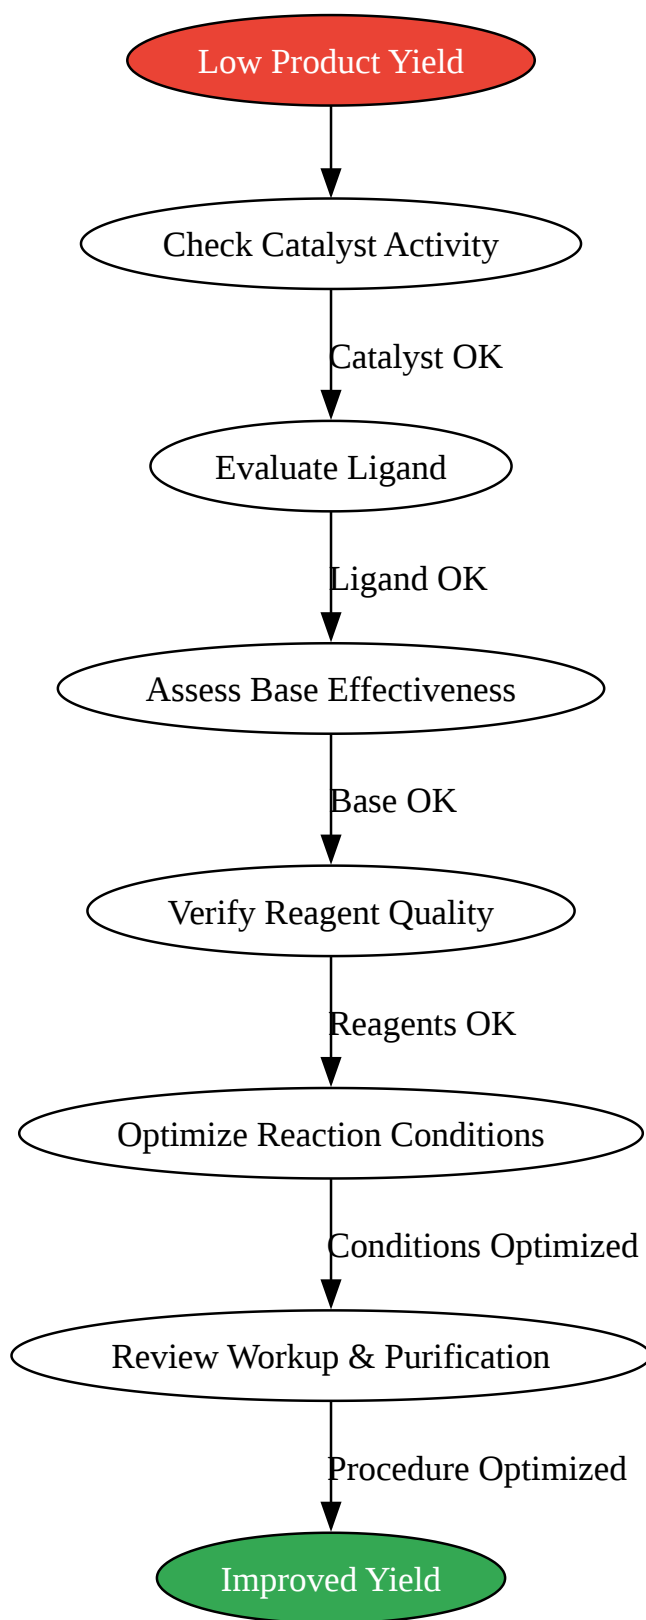 Low Product Yield
Check Catalyst Activity
Catalyst OK
Evaluate Ligand
Ligand OK
Assess Base Effectiveness
Base OK
Verify Reagent Quality
Reagents OK
Optimize Reaction Conditions
Conditions Optimized
Review Workup & Purification
Procedure Optimized
Improved Yield